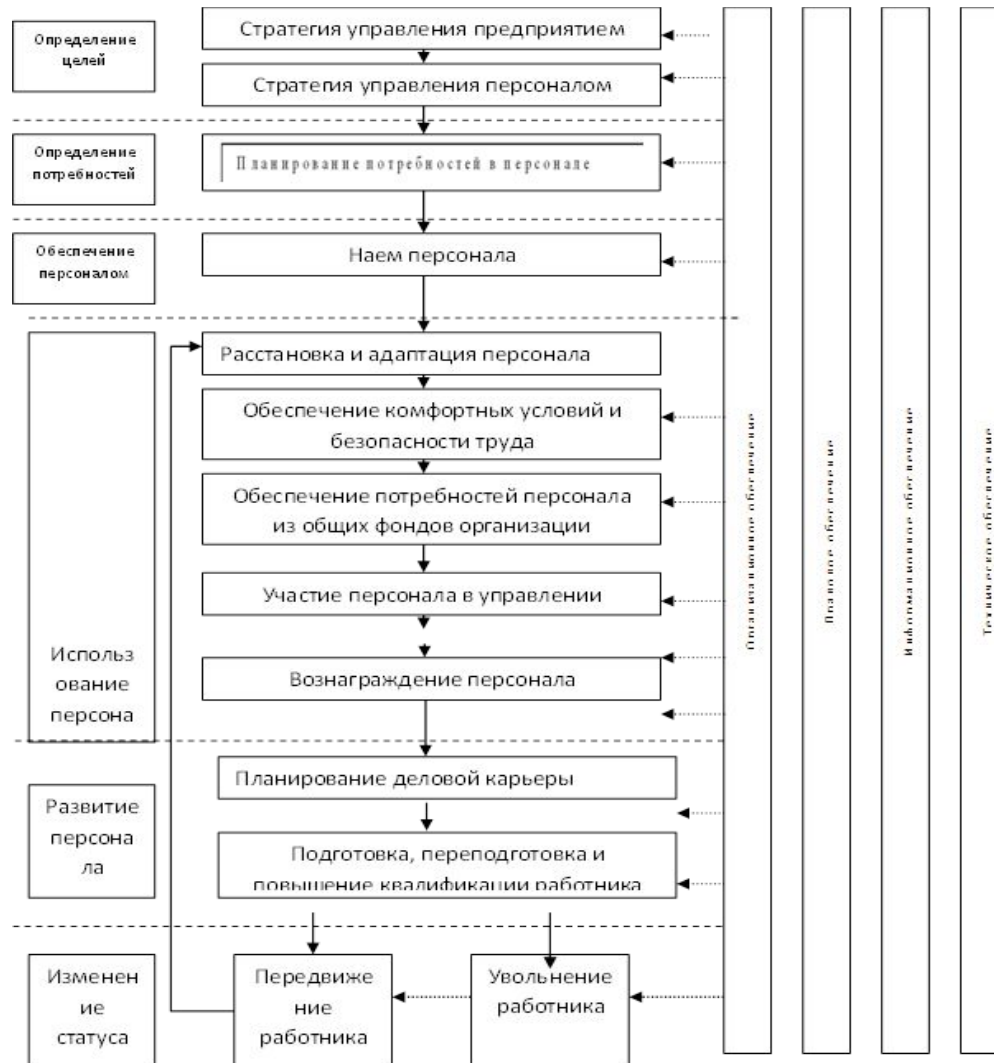 Определение
целей
Стратегия управления предприятием
Стратегия управления персоналом
Определение
потребностей
Планирование потребностей в персонале
Обеспечение
персоналом
Наем персонала
Расстановка и адаптация персонала
Обеспечение комфортных условий и
безопасности труда
Обеспечение потребностей персонала
из общих фондов организации
Участие персонала в управлении
Использ
ование
персона
Вознаграждение персонала
Планирование деловой карьеры
Развитие
персона
ла
Подготовка, переподготовка и
повышение квалификации работника
Изменен
ие
статуса
Передвиже
ние
работника
Увольнение
работника
Организационное обеспечение
Плановое обеспечение
Информационное обеспечение
Техническое обеспечение